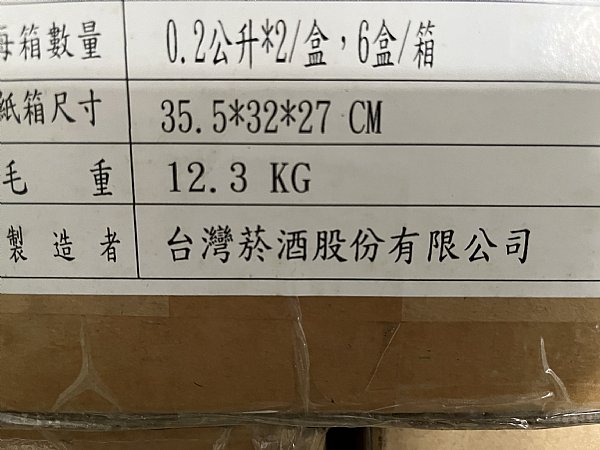 每箱數量 0.2公升*2/盒，6盒/箱
紙箱尺寸 35.5*32*27 CM
毛 重 12.3 KG
製 造 者 台灣菸酒股份有限公司